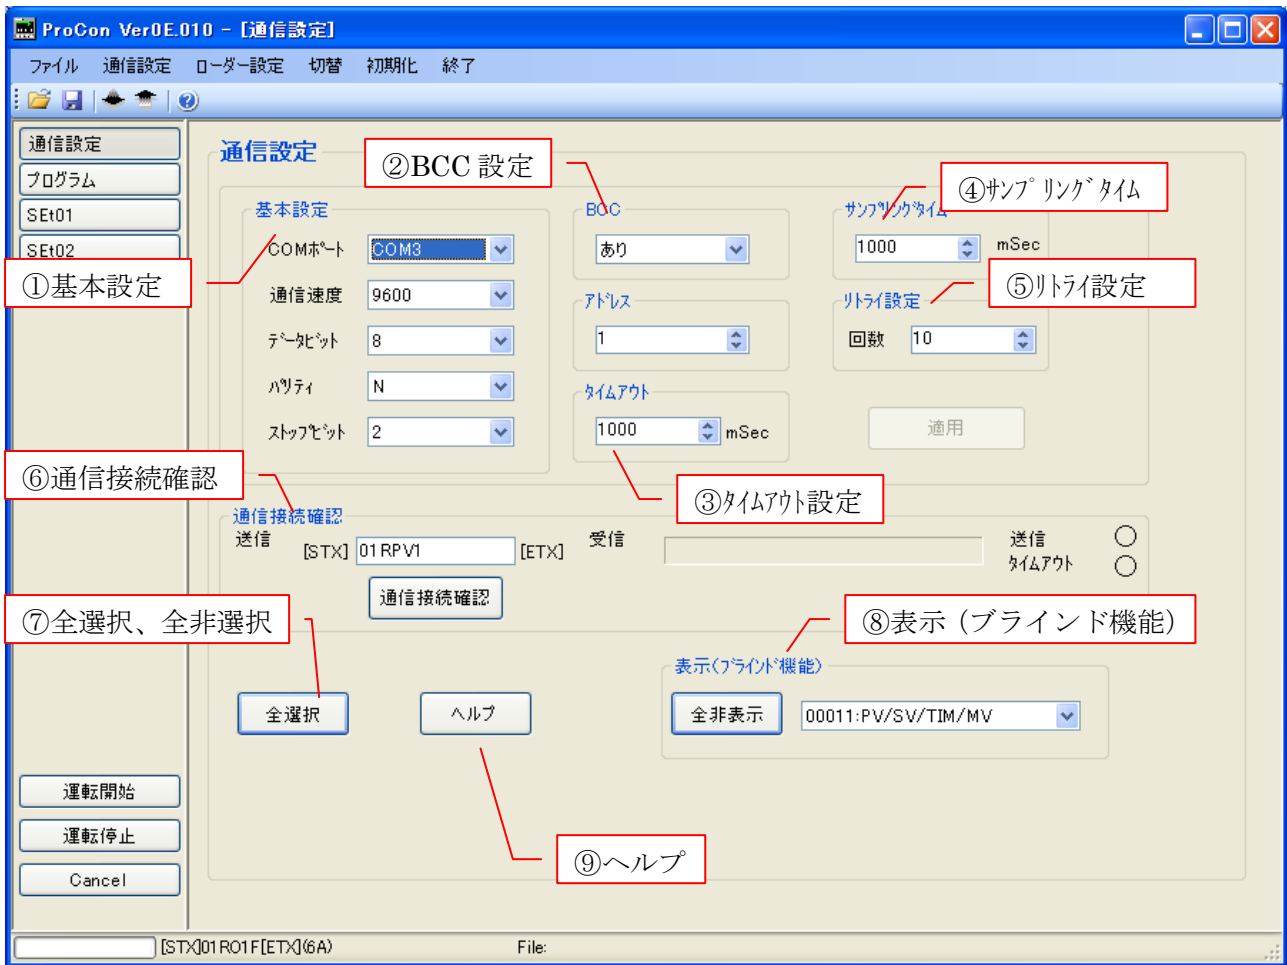 ProCon Ver0E.010 - [通信設定]
ファイル 通信設定 ローダー設定 切替 初期化 終了
通信設定
プログラム
SEt01
SEt02
通信設定
②BCC 設定
④ｻﾝﾌﾟﾘﾝｸﾞﾀｲﾑ
①基本設定
⑤ﾘﾄﾗｲ設定
基本設定
COMﾎﾟｰﾄ COM3
通信速度 9600
ﾃﾞｰﾀﾋﾞｯﾄ 8
ﾊﾟﾘﾃｨ N
ｽﾄｯﾌﾟﾋﾞｯﾄ 2
BCC
あり
ｱﾄﾞﾚｽ
1
ﾀｲﾑｱｳﾄ
1000 mSec
ｻﾝﾌﾟﾘﾝｸﾞﾀｲﾑ
1000 mSec
ﾘﾄﾗｲ設定
回数 10
適用
⑥通信接続確認
③ﾀｲﾑｱｳﾄ設定
通信接続確認
送信 [STX] 01RPV1 [ETX] 受信
送信
ﾀｲﾑｱｳﾄ
通信接続確認
⑦全選択、全非選択
⑧表示（ブラインド機能）
表示(ﾌﾞﾗｲﾝﾄﾞ機能)
全選択 ヘルプ 全非表示 00011:PV/SV/TIM/MV
⑨ヘルプ
運転開始
運転停止
Cancel
[STX]01RO1F[ETX](6A) File: